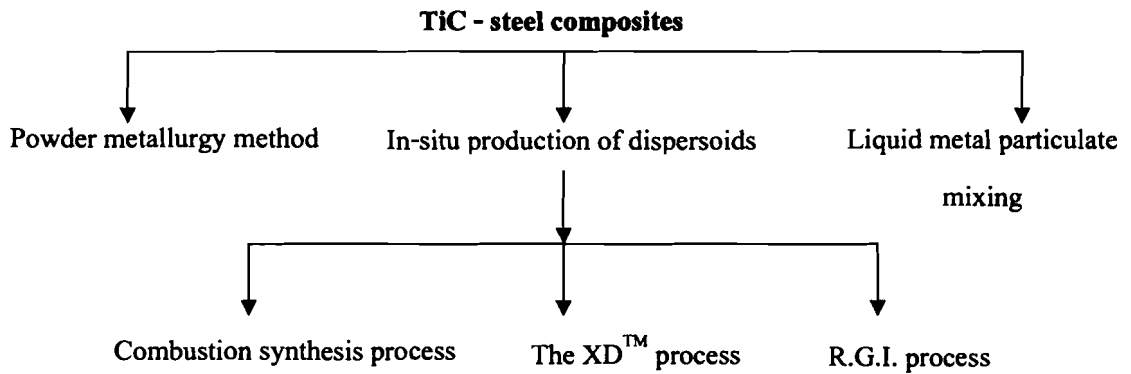 TiC - steel composites
Powder metallurgy method
In-situ production of dispersoids
Liquid metal particulate
mixing
Combustion synthesis process
The XD™ process
R.G.I. process